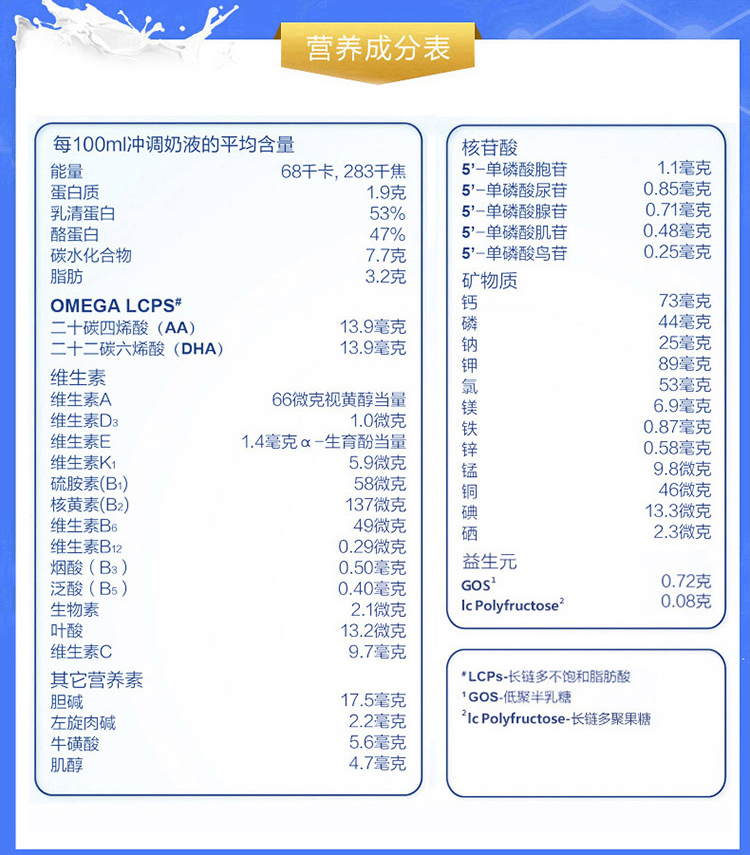 营养成分表
每100ml冲调奶液的平均含量
能量 68千卡, 283千焦
蛋白质 1.9克
乳清蛋白 53%
酪蛋白 47%
碳水化合物 7.7克
脂肪 3.2克
OMEGA LCPS#
二十碳四烯酸（AA） 13.9毫克
二十二碳六烯酸（DHA） 13.9毫克
维生素
维生素A 66微克视黄醇当量
维生素D3 1.0微克
维生素E 1.4毫克α-生育酚当量
维生素K1 5.9微克
硫胺素(B1) 58微克
核黄素(B2) 137微克
维生素B6 49微克
维生素B12 0.29微克
烟酸（B3） 0.50毫克
泛酸（B5） 0.40毫克
生物素 2.1微克
叶酸 13.2微克
维生素C 9.7毫克
其它营养素
胆碱 17.5毫克
左旋肉碱 2.2毫克
牛磺酸 5.6毫克
肌醇 4.7毫克
核苷酸
5’-单磷酸胞苷 1.1毫克
5’-单磷酸尿苷 0.85毫克
5’-单磷酸腺苷 0.71毫克
5’-单磷酸肌苷 0.48毫克
5’-单磷酸鸟苷 0.25毫克
矿物质
钙 73毫克
磷 44毫克
钠 25毫克
钾 89毫克
氯 53毫克
镁 6.9毫克
铁 0.87毫克
锌 0.58毫克
锰 9.8微克
铜 46微克
碘 13.3微克
硒 2.3微克
益生元
GOS1 0.72克
lc Polyfructose2 0.08克
#LCPs-长链多不饱和脂肪酸
1GOS-低聚半乳糖
2lc Polyfructose-长链多聚果糖